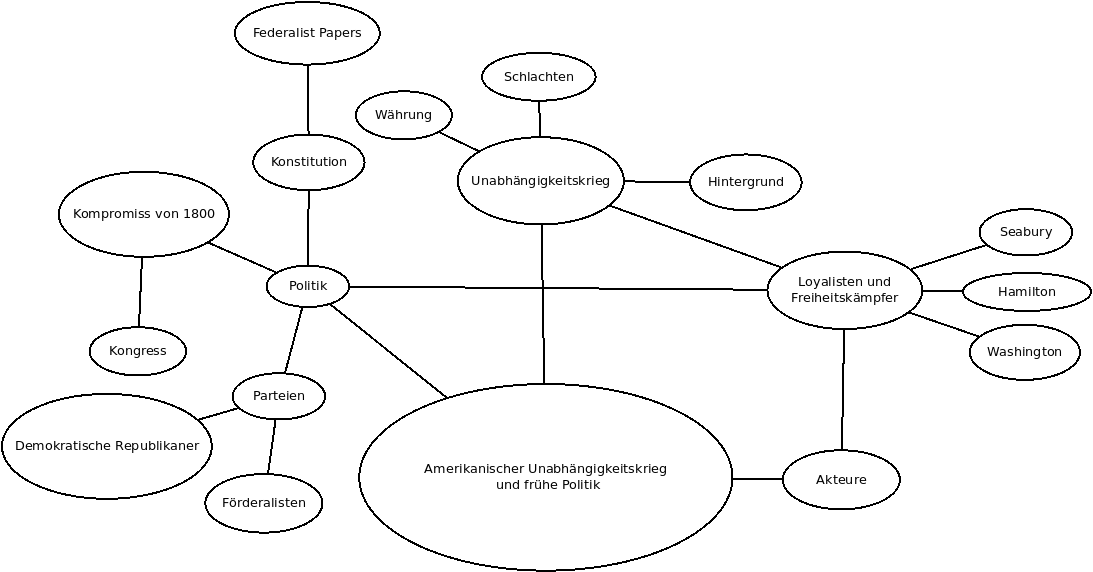 Federalist Papers
Schlachten
Währung
Konstitution
Unabhängigkeitskrieg
Hintergrund
Kompromiss von 1800
Seabury
Politik
Loyalisten und
Freiheitskämpfer
Hamilton
Kongress
Washington
Parteien
Demokratische Republikaner
Amerikanischer Unabhängigkeitskrieg
und frühe Politik
Akteure
Förderalisten